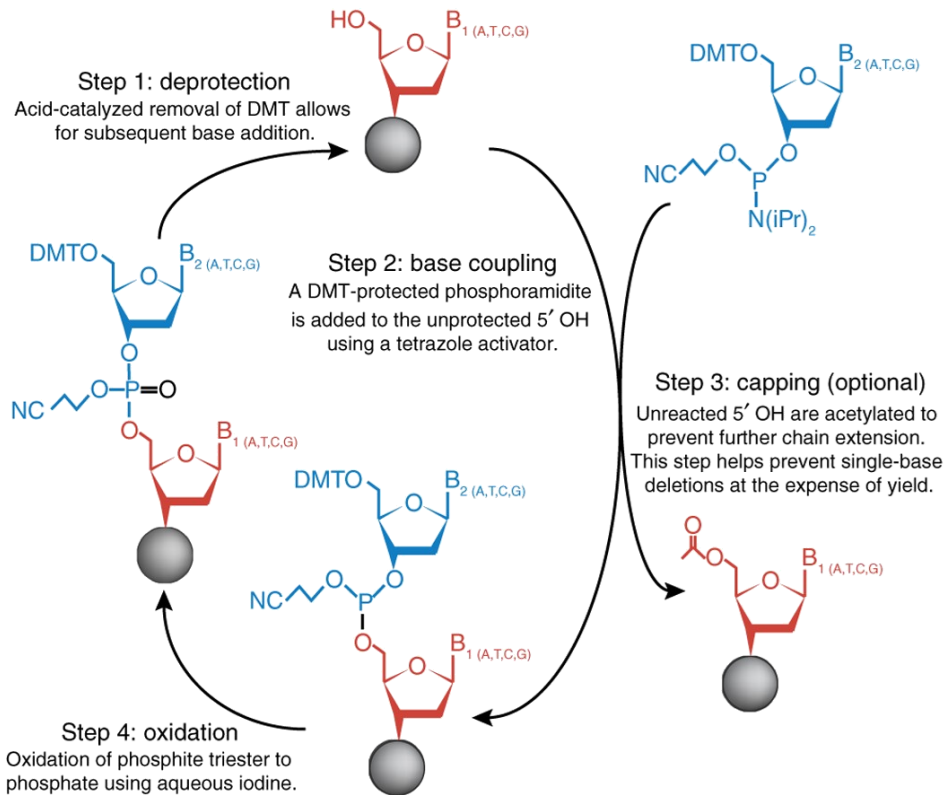 HO
B1 (A,T,C,G)
O
Step 1: deprotection
Acid-catalyzed removal of DMT allows
for subsequent base addition.
DMTO
B2 (A,T,C,G)
O
O
O
NC
P
N(iPr)2
DMTO
B2 (A,T,C,G)
O
O
O
P
O
NC
O
B1 (A,T,C,G)
O
Step 2: base coupling
A DMT-protected phosphoramidite
is added to the unprotected 5′ OH
using a tetrazole activator.
Step 3: capping (optional)
Unreacted 5′ OH are acetylated to
prevent further chain extension.
This step helps prevent single-base
deletions at the expense of yield.
DMTO
B2 (A,T,C,G)
O
O
O
NC
P
O
B1 (A,T,C,G)
O
O
O
B1 (A,T,C,G)
O
Step 4: oxidation
Oxidation of phosphite triester to
phosphate using aqueous iodine.